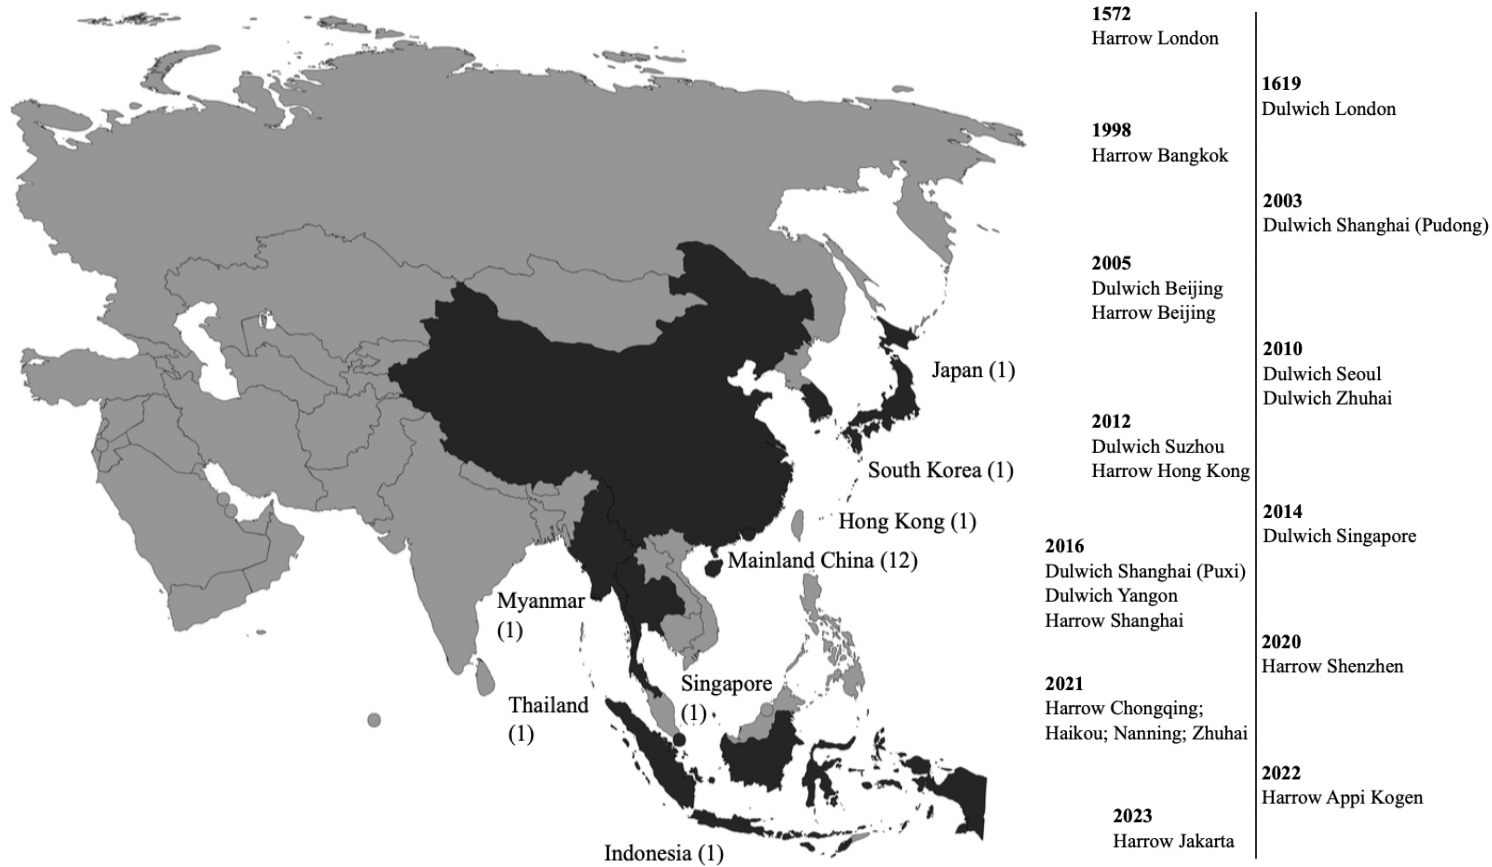 Japan (1)
South Korea (1)
Hong Kong (1)
Mainland China (12)
Myanmar
(1)
Thailand
(1)
Singapore
(1)
Indonesia (1)
1572
Harrow London
1619
Dulwich London
1998
Harrow Bangkok
2003
Dulwich Shanghai (Pudong)
2005
Dulwich Beijing
Harrow Beijing
2010
Dulwich Seoul
Dulwich Zhuhai
2012
Dulwich Suzhou
Harrow Hong Kong
2014
Dulwich Singapore
2016
Dulwich Shanghai (Puxi)
Dulwich Yangon
Harrow Shanghai
2020
Harrow Shenzhen
2021
Harrow Chongqing;
Haikou; Nanning; Zhuhai
2022
Harrow Appi Kogen
2023
Harrow Jakarta